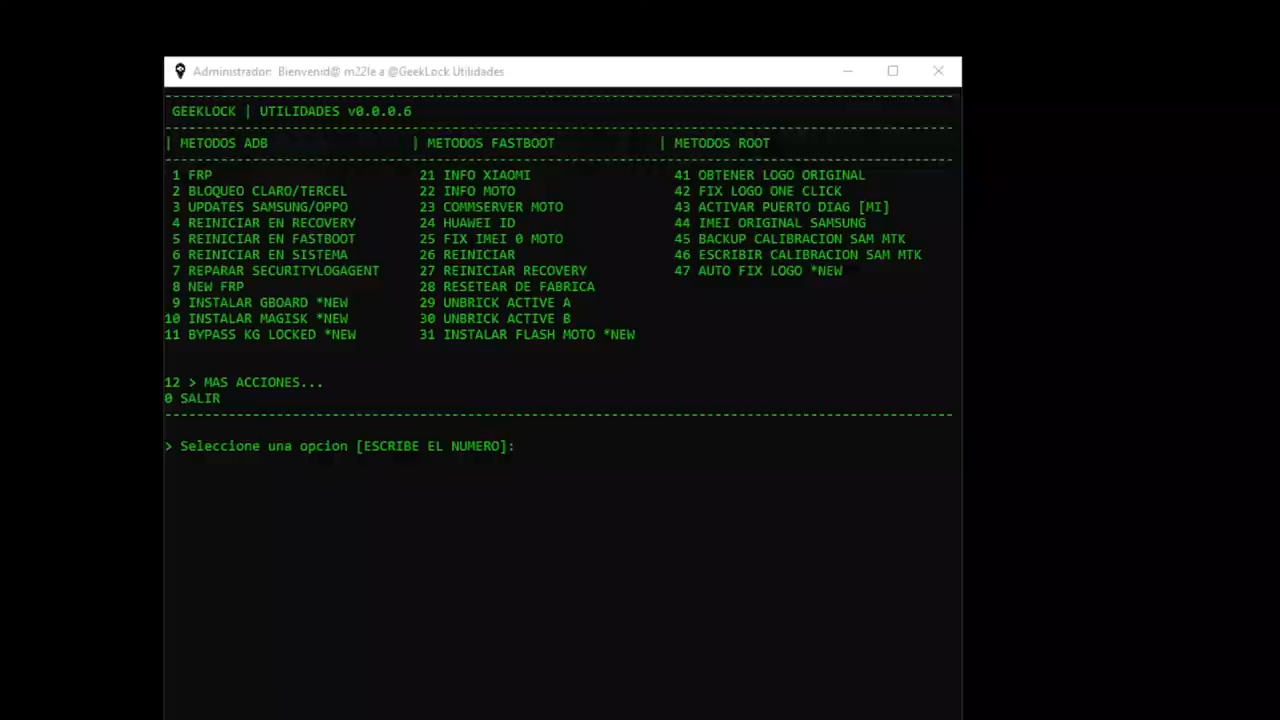 Administrador: Bienvenid@ m22le a @GeekLock Utilidades
GEEKLOCK | UTILIDADES v0.0.0.6
| METODOS ADB | METODOS FASTBOOT | METODOS ROOT
1 FRP 21 INFO XIAOMI 41 OBTENER LOGO ORIGINAL
2 BLOQUEO CLARO/TERCEL 22 INFO MOTO 42 FIX LOGO ONE CLICK
3 UPDATES SAMSUNG/OPPO 23 COMMSERVER MOTO 43 ACTIVAR PUERTO DIAG [MI]
4 REINICIAR EN RECOVERY 24 HUAWEI ID 44 IMEI ORIGINAL SAMSUNG
5 REINICIAR EN FASTBOOT 25 FIX IMEI 0 MOTO 45 BACKUP CALIBRACION SAM MTK
6 REINICIAR EN SISTEMA 26 REINICIAR 46 ESCRIBIR CALIBRACION SAM MTK
7 REPARAR SECURITYLOGAGENT 27 REINICIAR RECOVERY 47 AUTO FIX LOGO *NEW
8 NEW FRP 28 RESETEAR DE FABRICA
9 INSTALAR GBOARD *NEW 29 UNBRICK ACTIVE A
10 INSTALAR MAGISK *NEW 30 UNBRICK ACTIVE B
11 BYPASS KG LOCKED *NEW 31 INSTALAR FLASH MOTO *NEW
12 > MAS ACCIONES...
0 SALIR
> Seleccione una opcion [ESCRIBE EL NUMERO]: